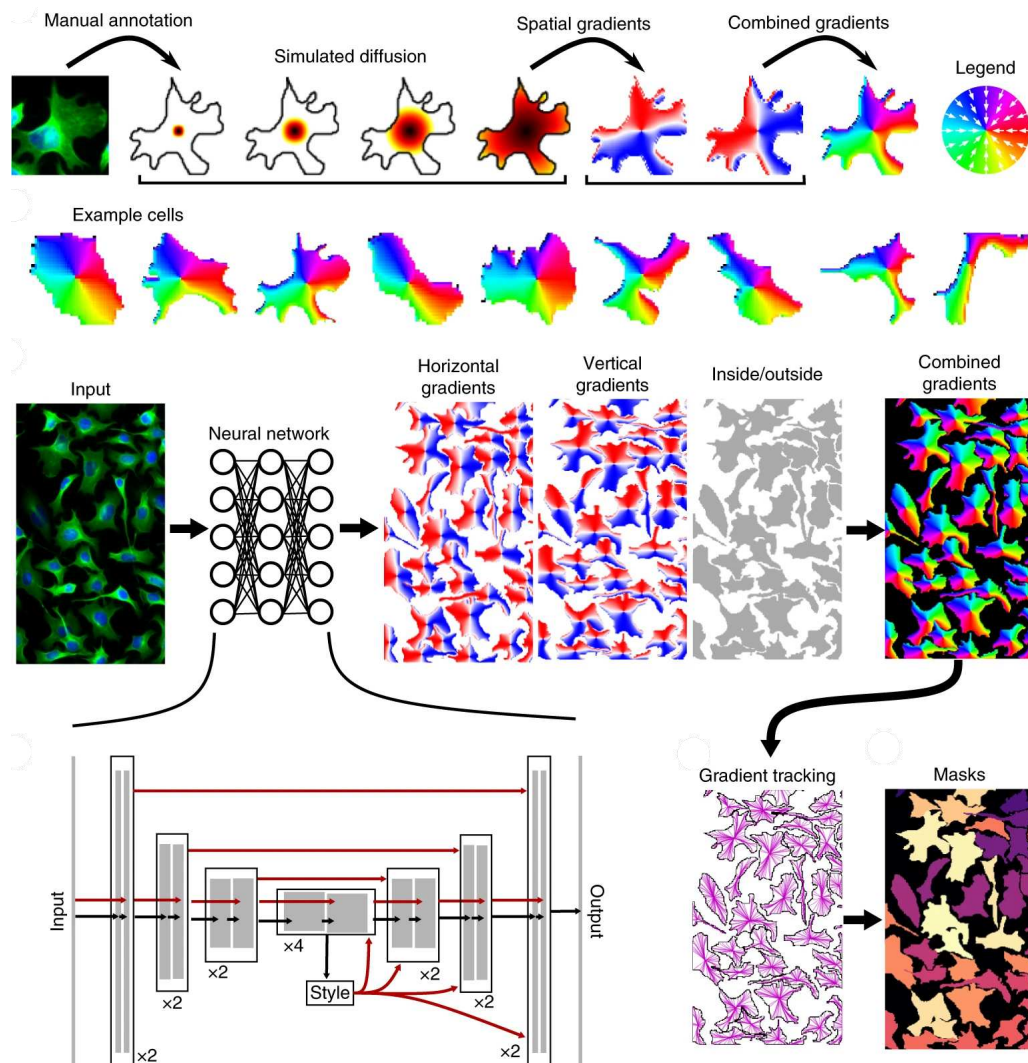 Manual annotation
Simulated diffusion
Spatial gradients
Combined gradients
Legend
Example cells
Input
Neural network
Horizontal
gradients
Vertical
gradients
Inside/outside
Combined
gradients
Input
×2
×2
×2
×4
Style
×2
×2
×2
Output
Gradient tracking
Masks